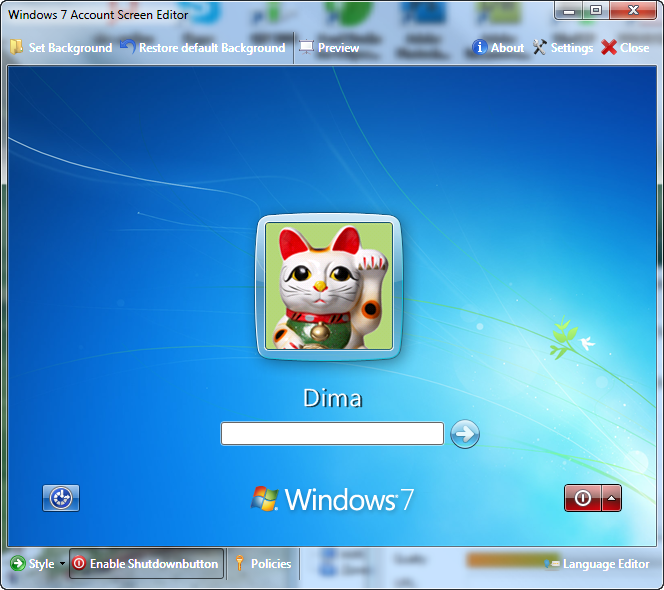 Windows 7 Account Screen Editor
Set Background Restore default Background Preview About Settings Close
Dima
Windows 7
Style Enable Shutdownbutton Policies Language Editor